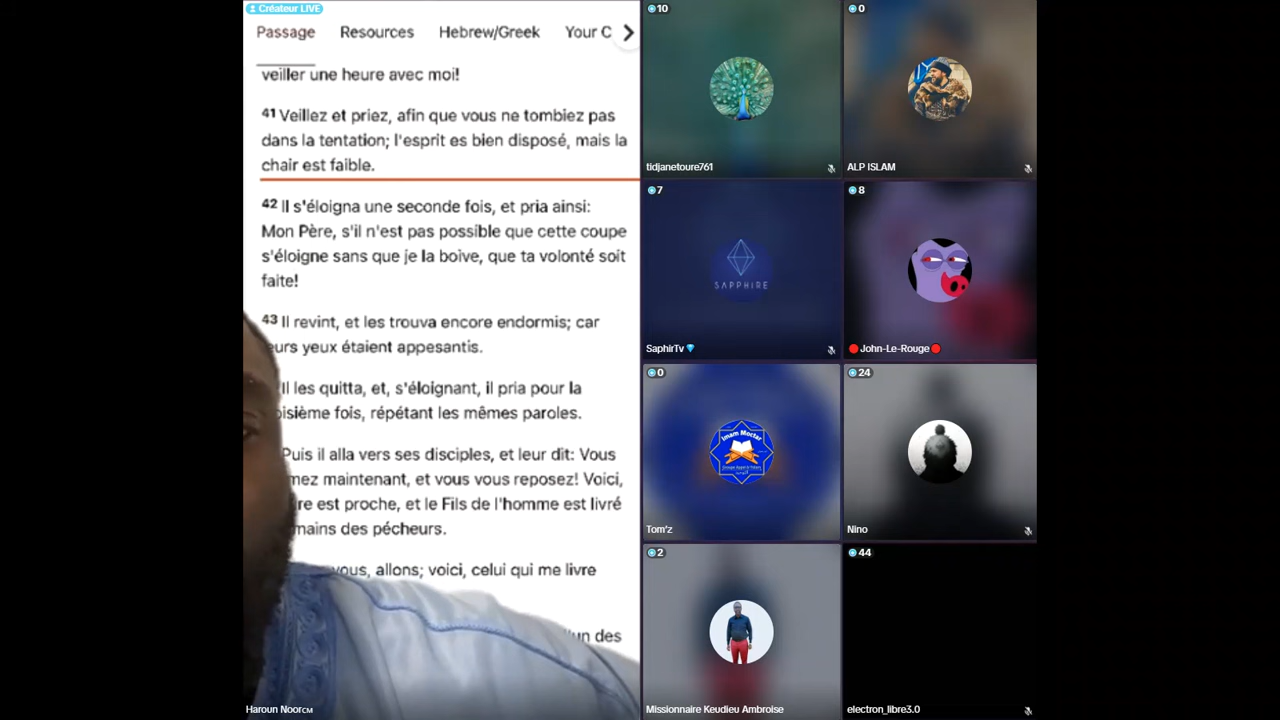 Créateur LIVE
Passage Resources Hebrew/Greek Your C
veiller une heure avec moi!
41 Veillez et priez, afin que vous ne tombiez pas
dans la tentation; l'esprit es bien disposé, mais la
chair est faible.
42 Il s'éloigna une seconde fois, et pria ainsi:
Mon Père, s'il n'est pas possible que cette coupe
s'éloigne sans que je la boive, que ta volonté soit
faite!
43 Il revint, et les trouva encore endormis; car
eurs yeux étaient appesantis.
Il les quitta, et, s'éloignant, il pria pour la
oisième fois, répétant les mêmes paroles.
Puis il alla vers ses disciples, et leur dit: Vous
mez maintenant, et vous vous reposez! Voici,
re est proche, et le Fils de l'homme est livré
mains des pécheurs.
vous, allons; voici, celui qui me livre
un des
Haroun NoorCM
10
tidjanetoure761
0
ALP ISLAM
7
SAPPHIRE
SaphirTv
8
John-Le-Rouge
0
Imam Moctar
Tom'z
24
Nino
2
Missionnaire Keudieu Ambroise
44
electron_libre3.0